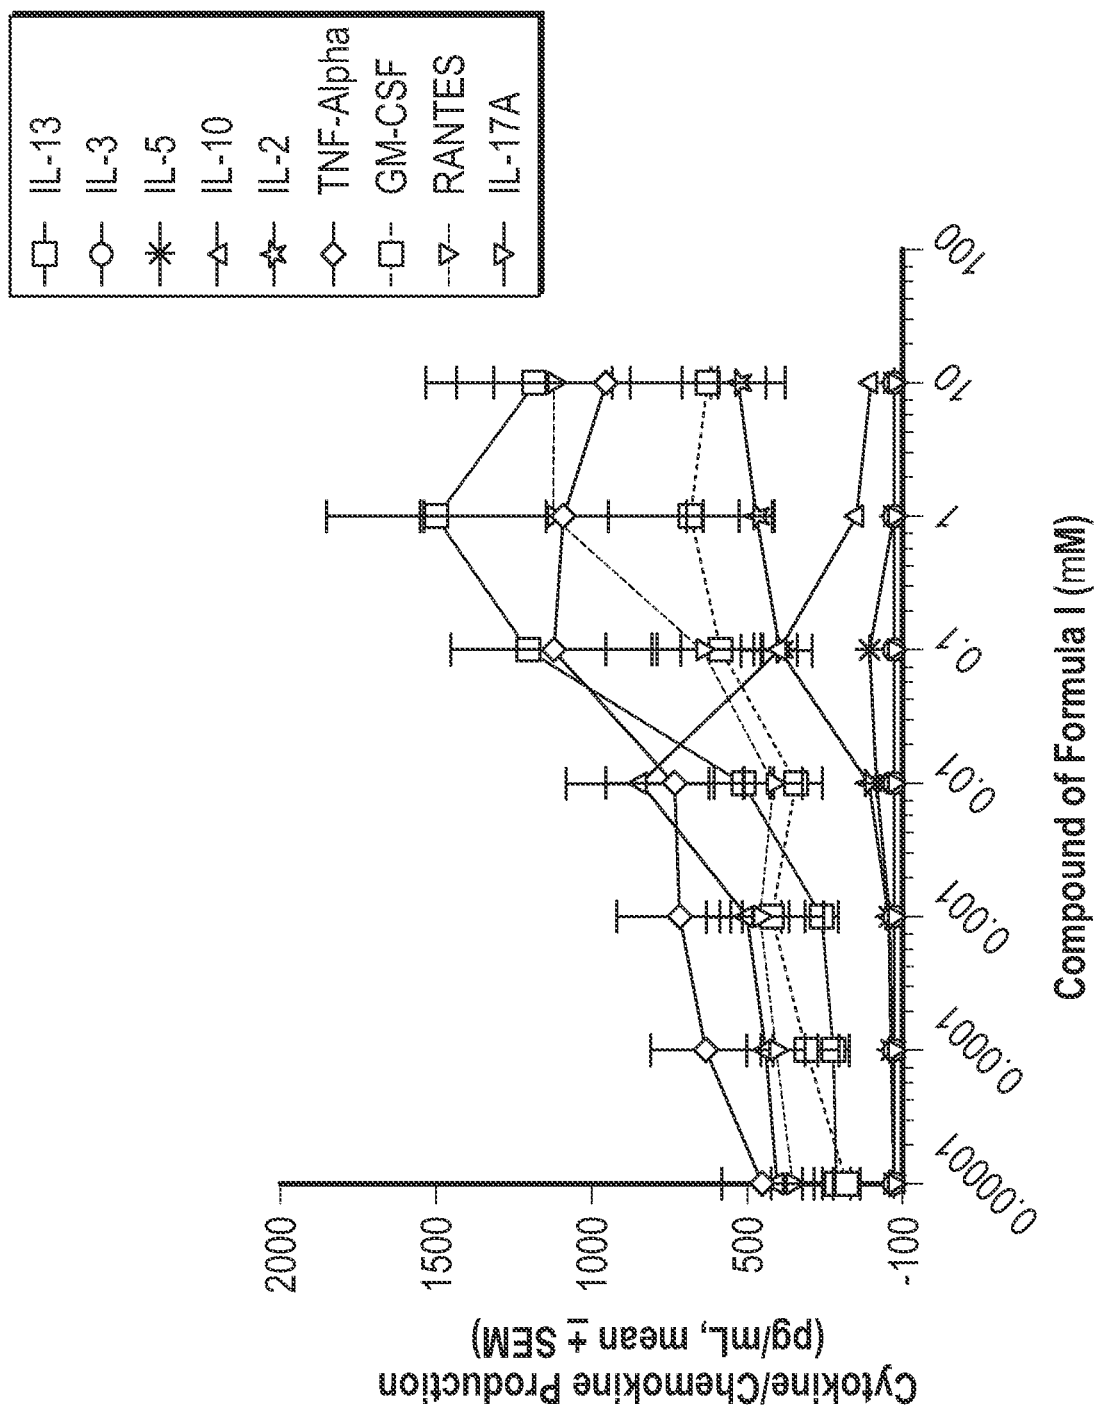 Cytokine/Chemokine Production
(pg/mL, mean ± SEM)
2000
1500
1000
500
-100
0.00001
0.0001
0.001
0.01
0.1
1
10
100
Compound of Formula I (mM)
IL-13
IL-3
IL-5
IL-10
IL-2
TNF-Alpha
GM-CSF
RANTES
IL-17A